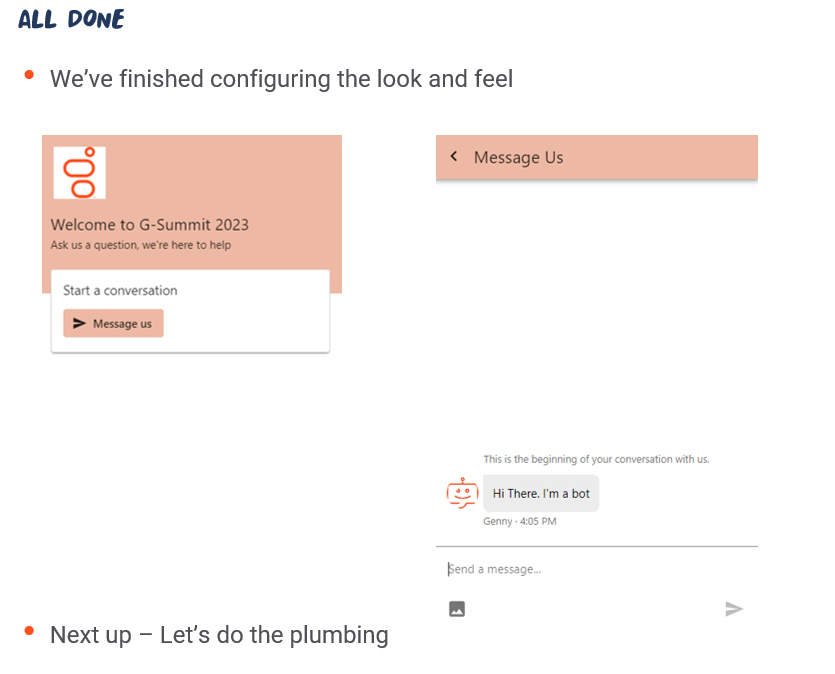 ALL DONE
We’ve finished configuring the look and feel
Welcome to G-Summit 2023
Ask us a question, we're here to help
Start a conversation
Message us
Message Us
This is the beginning of your conversation with us.
Hi There. I'm a bot
Genny · 4:05 PM
Send a message...
Next up – Let’s do the plumbing